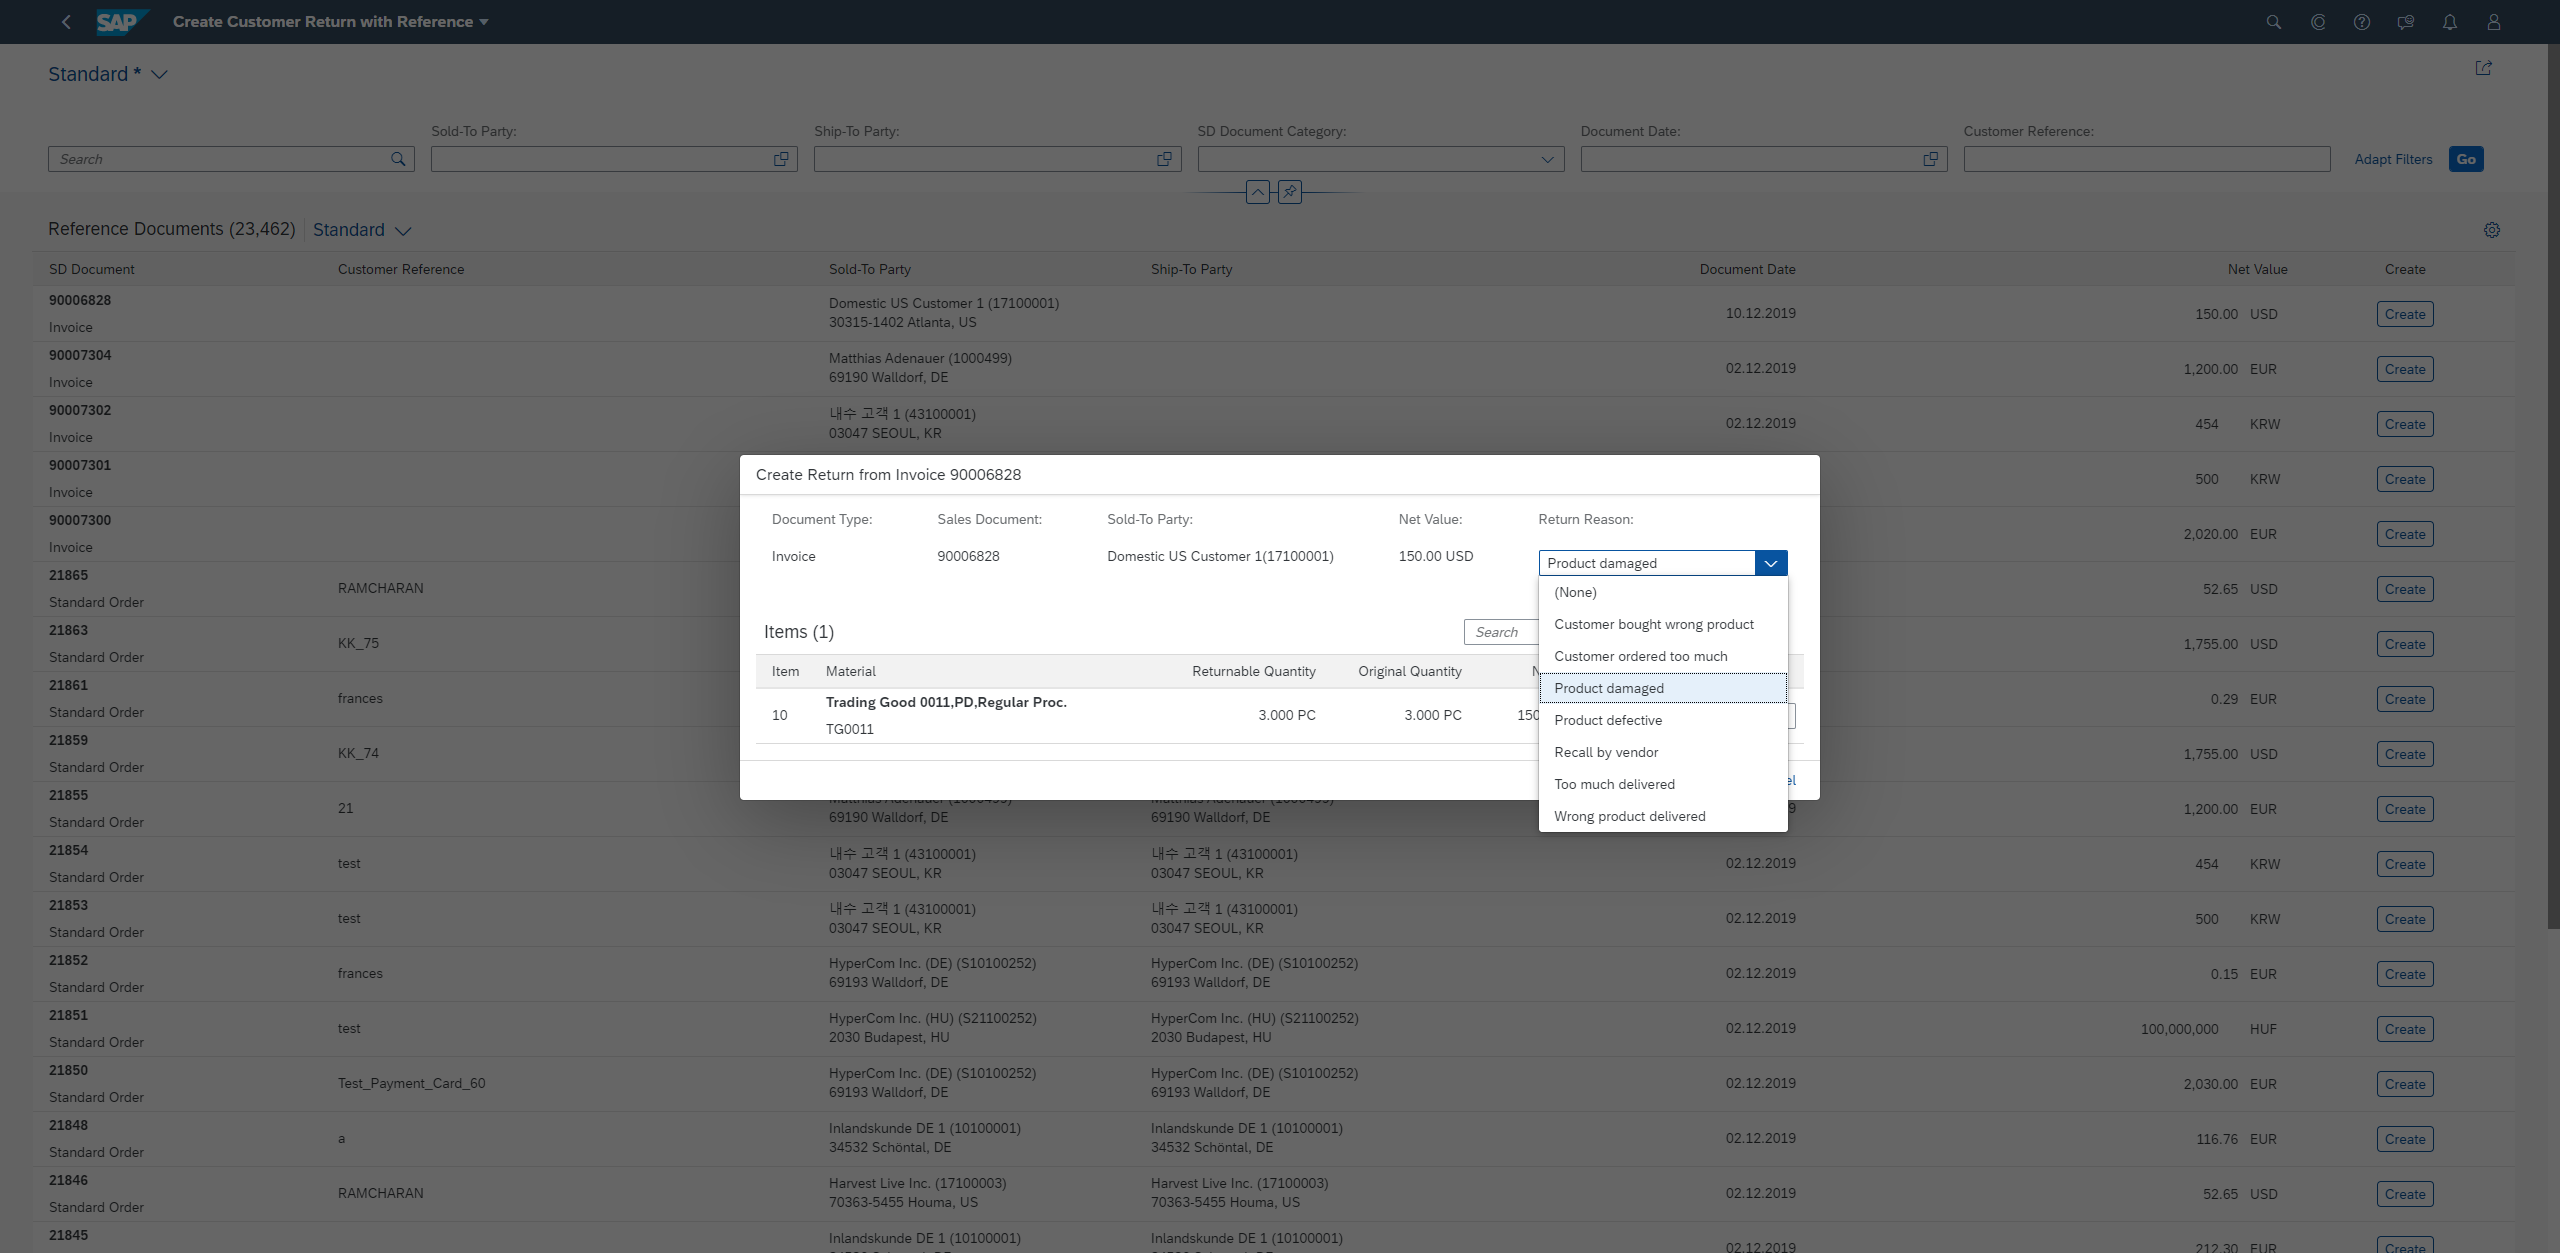 SAP Create Customer Return with Reference
Standard *
Sold-To Party: Ship-To Party: SD Document Category: Document Date: Customer Reference:
Search Adapt Filters Go
Reference Documents (23,462) Standard
SD Document Customer Reference Sold-To Party Ship-To Party Document Date Net Value Create
90006828
Invoice
Domestic US Customer 1 (17100001)
30315-1402 Atlanta, US
10.12.2019 150.00 USD Create
90007304
Invoice
Matthias Adenauer (1000499)
69190 Walldorf, DE
02.12.2019 1,200.00 EUR Create
90007302
Invoice
내수 고객 1 (43100001)
03047 SEOUL, KR
02.12.2019 454 KRW Create
90007301
Invoice
500 KRW Create
90007300
Invoice
2,020.00 EUR Create
21865
Standard Order
RAMCHARAN
52.65 USD Create
21863
Standard Order
KK_75
1,755.00 USD Create
21861
Standard Order
frances
0.29 EUR Create
21859
Standard Order
KK_74
1,755.00 USD Create
Create Return from Invoice 90006828
Document Type: Sales Document: Sold-To Party: Net Value: Return Reason:
Invoice 90006828 Domestic US Customer 1(17100001) 150.00 USD Product damaged
(None)
Customer bought wrong product
Customer ordered too much
Product damaged
Product defective
Recall by vendor
Too much delivered
Wrong product delivered
Items (1) Search
Item Material Returnable Quantity Original Quantity
10
Trading Good 0011,PD,Regular Proc.
TG0011
3.000 PC 3.000 PC 150
21855
Standard Order
21
69190 Walldorf, DE
69190 Walldorf, DE
1,200.00 EUR Create
21854
Standard Order
test
내수 고객 1 (43100001)
03047 SEOUL, KR
내수 고객 1 (43100001)
03047 SEOUL, KR
02.12.2019 454 KRW Create
21853
Standard Order
test
내수 고객 1 (43100001)
03047 SEOUL, KR
내수 고객 1 (43100001)
03047 SEOUL, KR
02.12.2019 500 KRW Create
21852
Standard Order
frances
HyperCom Inc. (DE) (S10100252)
69193 Walldorf, DE
HyperCom Inc. (DE) (S10100252)
69193 Walldorf, DE
02.12.2019 0.15 EUR Create
21851
Standard Order
test
HyperCom Inc. (HU) (S21100252)
2030 Budapest, HU
HyperCom Inc. (HU) (S21100252)
2030 Budapest, HU
02.12.2019 100,000,000 HUF Create
21850
Standard Order
Test_Payment_Card_60
HyperCom Inc. (DE) (S10100252)
69193 Walldorf, DE
HyperCom Inc. (DE) (S10100252)
69193 Walldorf, DE
02.12.2019 2,030.00 EUR Create
21848
Standard Order
a
Inlandskunde DE 1 (10100001)
34532 Schöntal, DE
Inlandskunde DE 1 (10100001)
34532 Schöntal, DE
02.12.2019 116.76 EUR Create
21846
Standard Order
RAMCHARAN
Harvest Live Inc. (17100003)
70363-5455 Houma, US
Harvest Live Inc. (17100003)
70363-5455 Houma, US
02.12.2019 52.65 USD Create
21845
Inlandskunde DE 1 (10100001)
Inlandskunde DE 1 (10100001)
02.12.2019 212.30 EUR Create